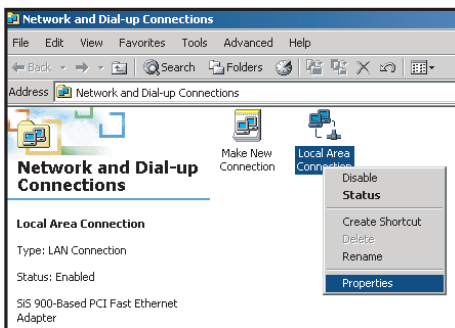 Network and Dial-up Connections
File Edit View Favorites Tools Advanced Help
Back Search Folders
Address Network and Dial-up Connections
Network and Dial-up
Connections
Local Area Connection
Type: LAN Connection
Status: Enabled
SiS 900-Based PCI Fast Ethernet
Adapter
Make New
Connection
Local Area
Connection
Disable
Status
Create Shortcut
Delete
Rename
Properties